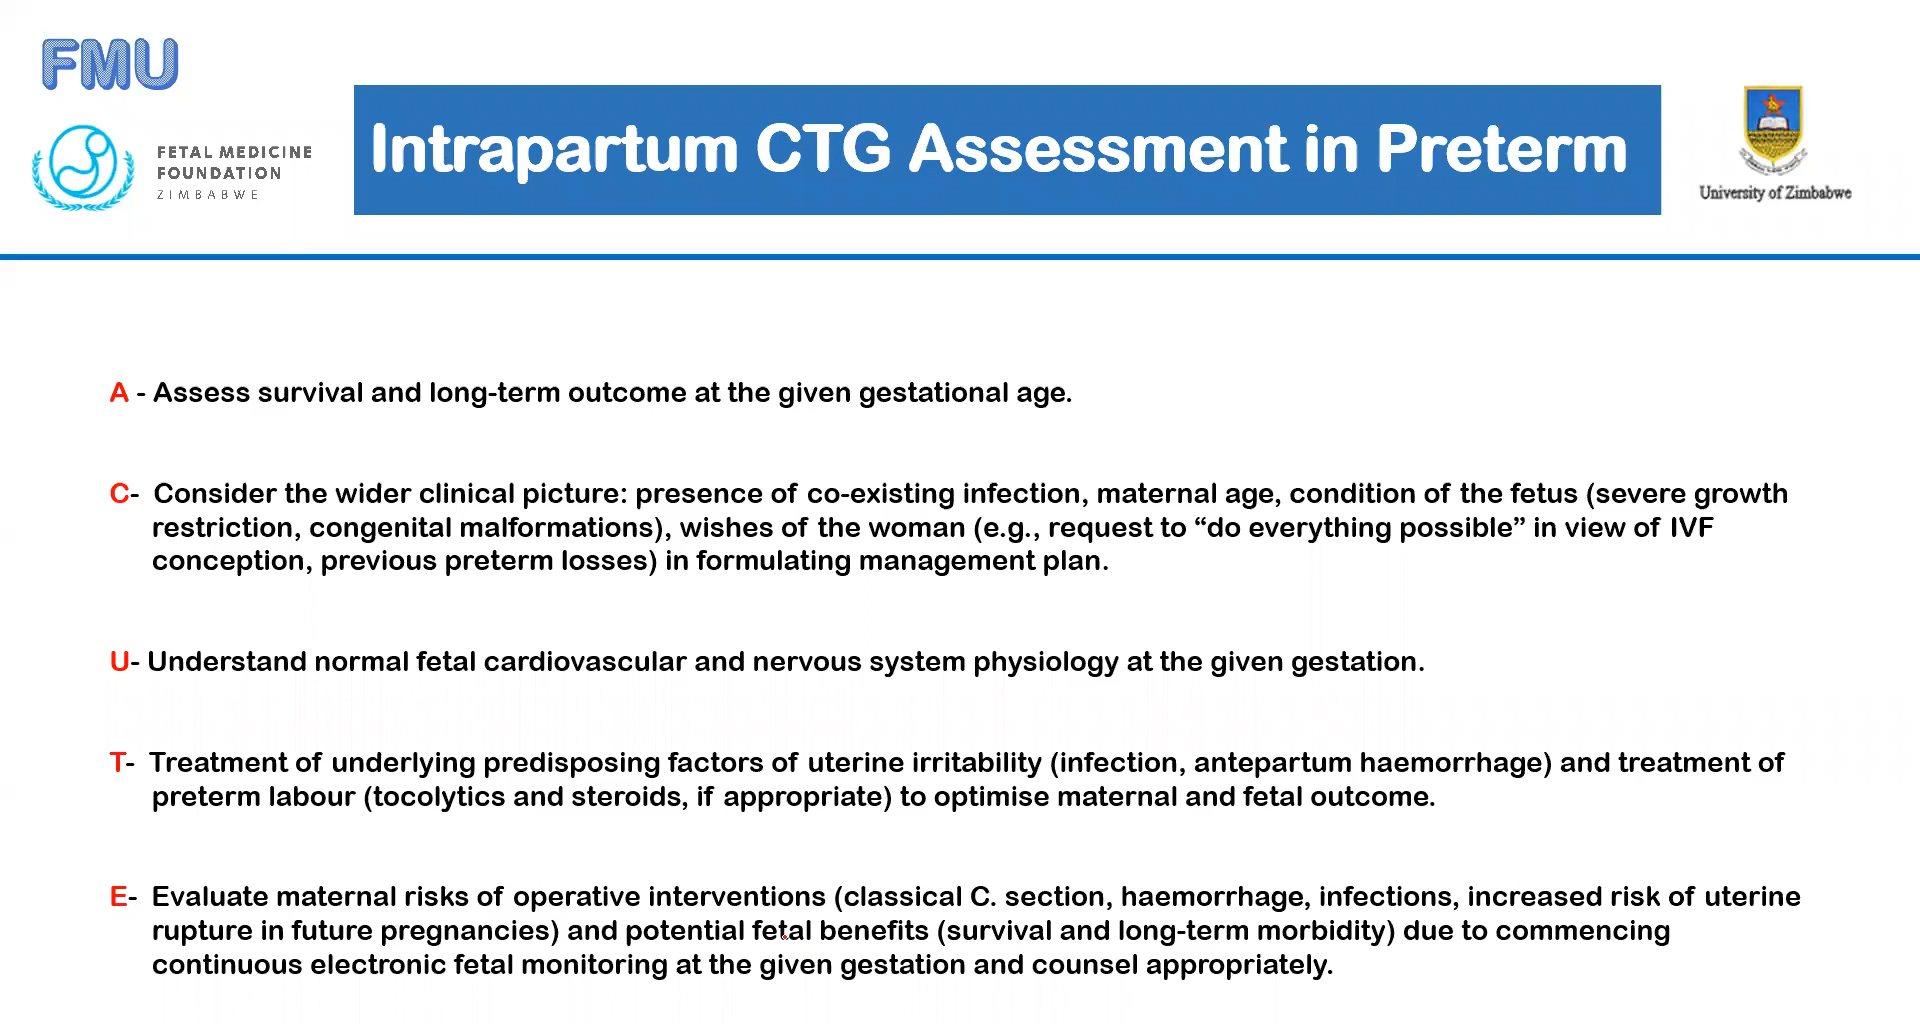 FMU
FETAL MEDICINE
FOUNDATION
ZIMBABWE
Intrapartum CTG Assessment in Preterm
University of Zimbabwe
A - Assess survival and long-term outcome at the given gestational age.
C- Consider the wider clinical picture: presence of co-existing infection, maternal age, condition of the fetus (severe growth
restriction, congenital malformations), wishes of the woman (e.g., request to “do everything possible” in view of IVF
conception, previous preterm losses) in formulating management plan.
U- Understand normal fetal cardiovascular and nervous system physiology at the given gestation.
T- Treatment of underlying predisposing factors of uterine irritability (infection, antepartum haemorrhage) and treatment of
preterm labour (tocolytics and steroids, if appropriate) to optimise maternal and fetal outcome.
E- Evaluate maternal risks of operative interventions (classical C. section, haemorrhage, infections, increased risk of uterine
rupture in future pregnancies) and potential fetal benefits (survival and long-term morbidity) due to commencing
continuous electronic fetal monitoring at the given gestation and counsel appropriately.